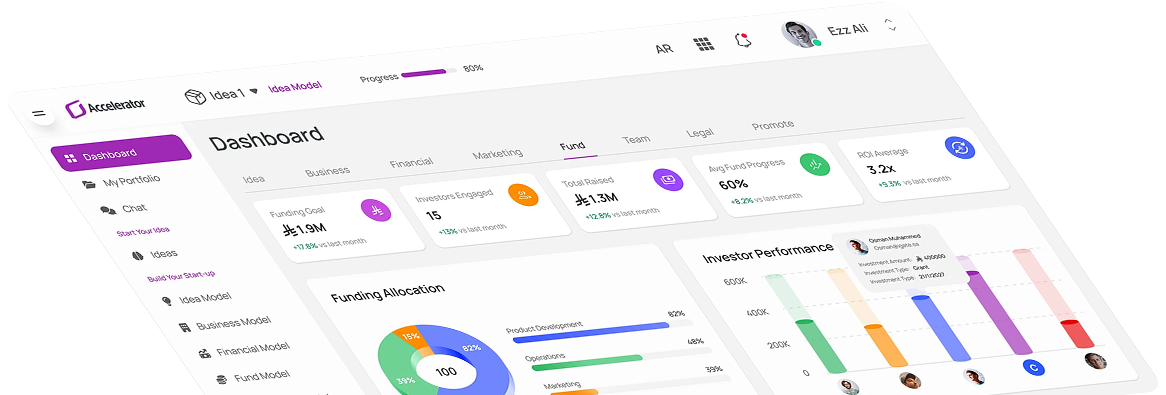 Accelerator
Idea 1
Idea Model
Progress
80%
AR
Ezz Ali
Dashboard
My Portfolio
Chat
Start Your Idea
Ideas
Build Your Start-up
Idea Model
Business Model
Financial Model
Fund Model
Dashboard
Idea
Business
Financial
Marketing
Fund
Team
Legal
Promote
Funding Goal
1.9M
+17.8% vs last month
Investors Engaged
15
+13% vs last month
Total Raised
1.3M
+12.8% vs last month
Avg Fund Progress
60%
+8.2% vs last month
ROI Average
3.2x
+9.3% vs last month
Funding Allocation
15%
82%
39%
100
Product Development
82%
Operations
48%
Marketing
39%
Investor Performance
600K
400K
200K
0
Osman Muhammed
Investment Amount: 400000
Investment Type: Grant
Investment Type: 21/1/2027
C